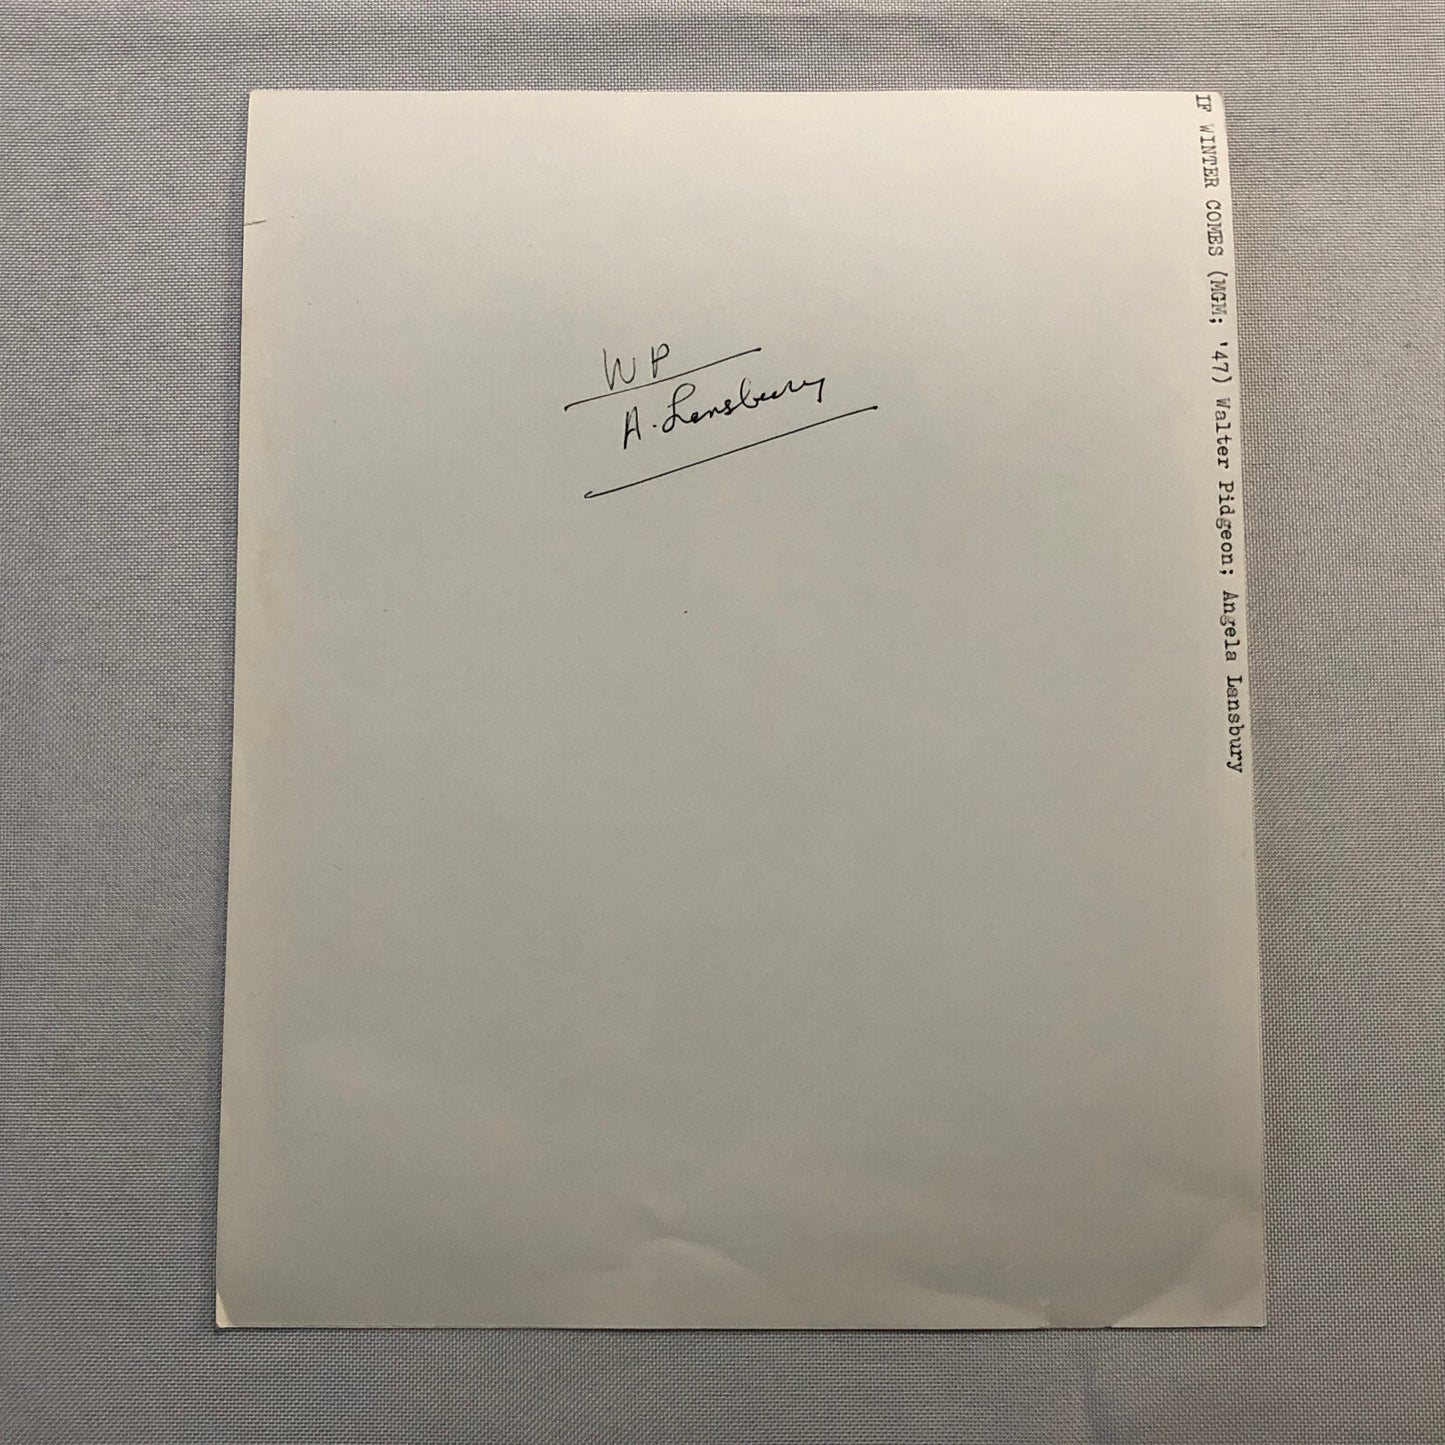 WP
A. Lansbury
IF WINTER COMES (MGM; '47) Walter Pidgeon; Angela Lansbury